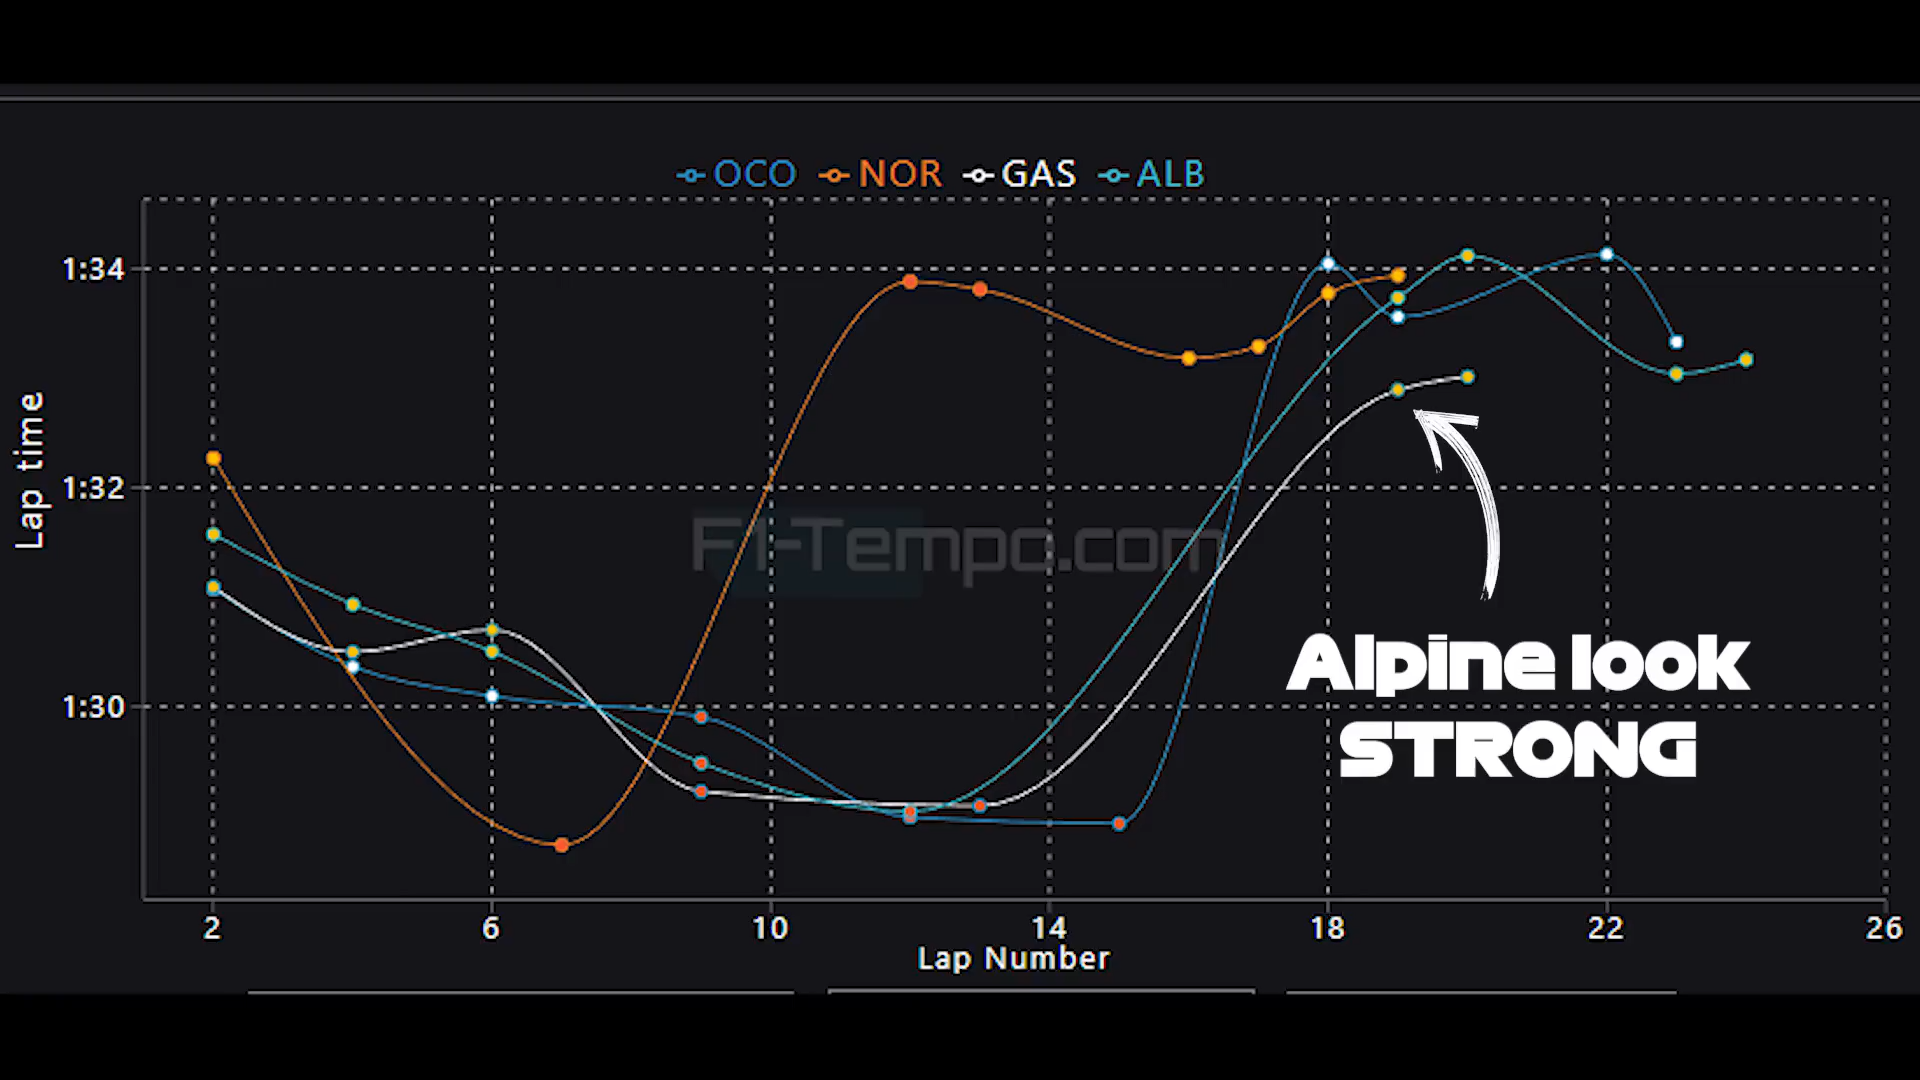 OCO NOR GAS ALB
1:34
1:32
1:30
Lap time
F1-Tempo.com
Alpine look
STRONG
2 6 10 14 18 22 26
Lap Number